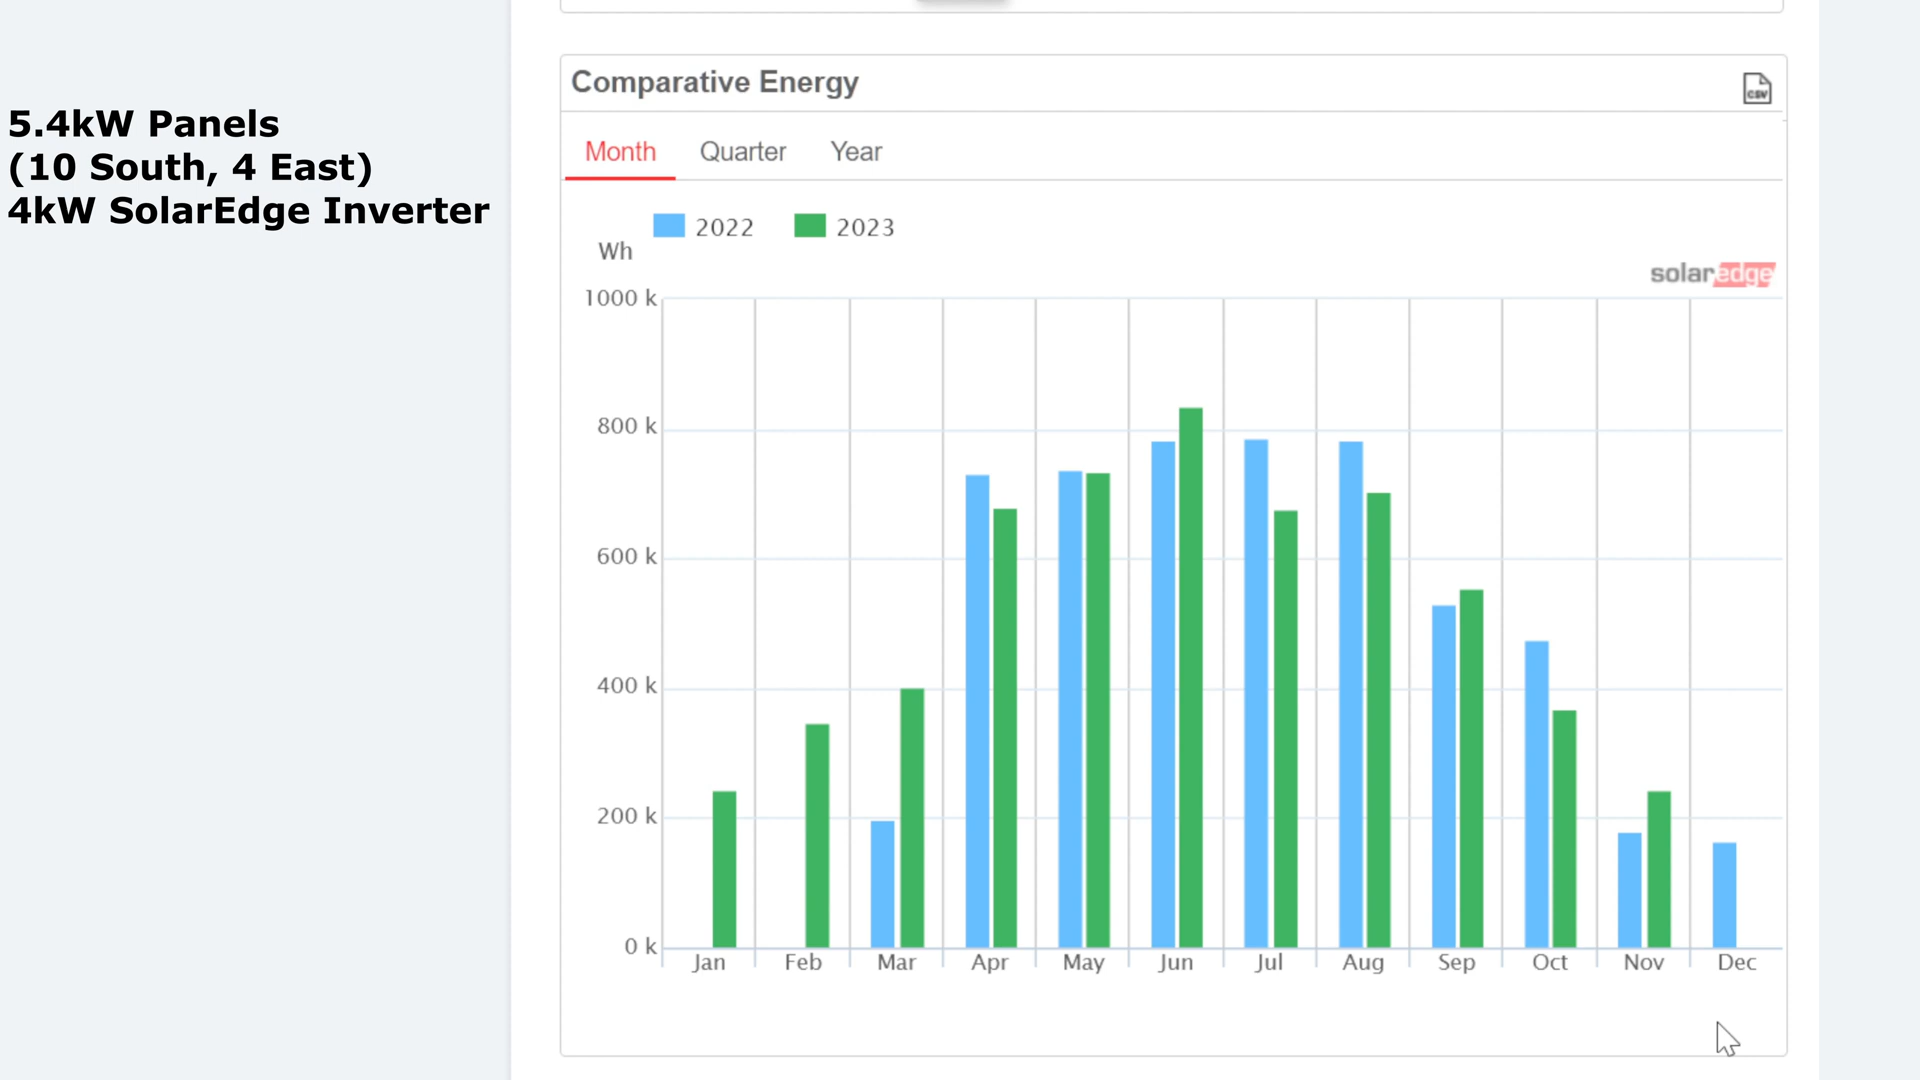 5.4kW Panels
(10 South, 4 East)
4kW SolarEdge Inverter
Comparative Energy
CSV
Month Quarter Year
2022 2023
Wh
solaredge
1000 k
800 k
600 k
400 k
200 k
0 k
Jan Feb Mar Apr May Jun Jul Aug Sep Oct Nov Dec